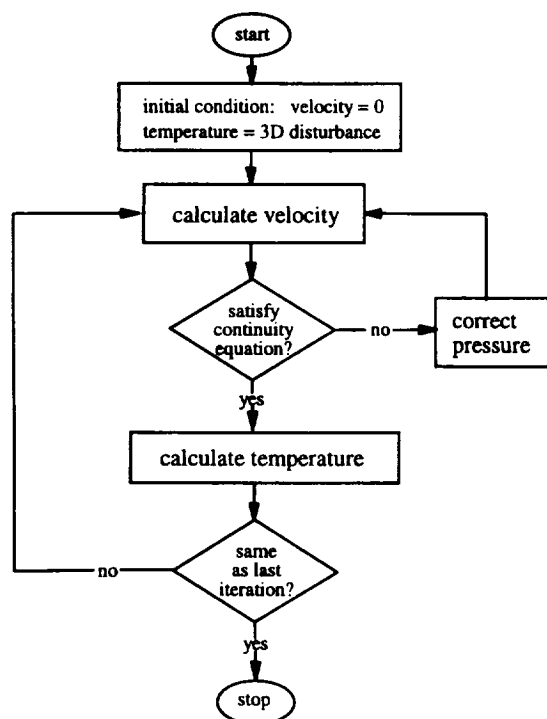 start
initial condition: velocity = 0
temperature = 3D disturbance
calculate velocity
satisfy
continuity
equation?
no
correct
pressure
yes
calculate temperature
same
as last
iteration?
no
yes
stop